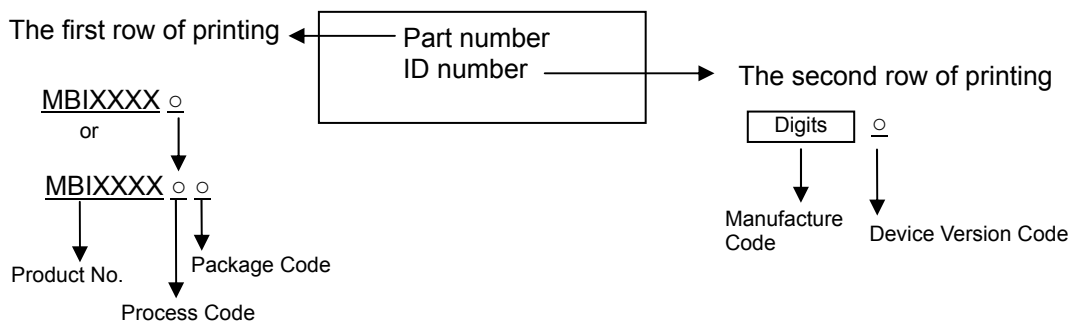 The first row of printing
Part number
ID number
The second row of printing
MBIXXXX ○
or
MBIXXXX ○ ○
Product No.
Package Code
Process Code
Digits ○
Manufacture
Code
Device Version Code